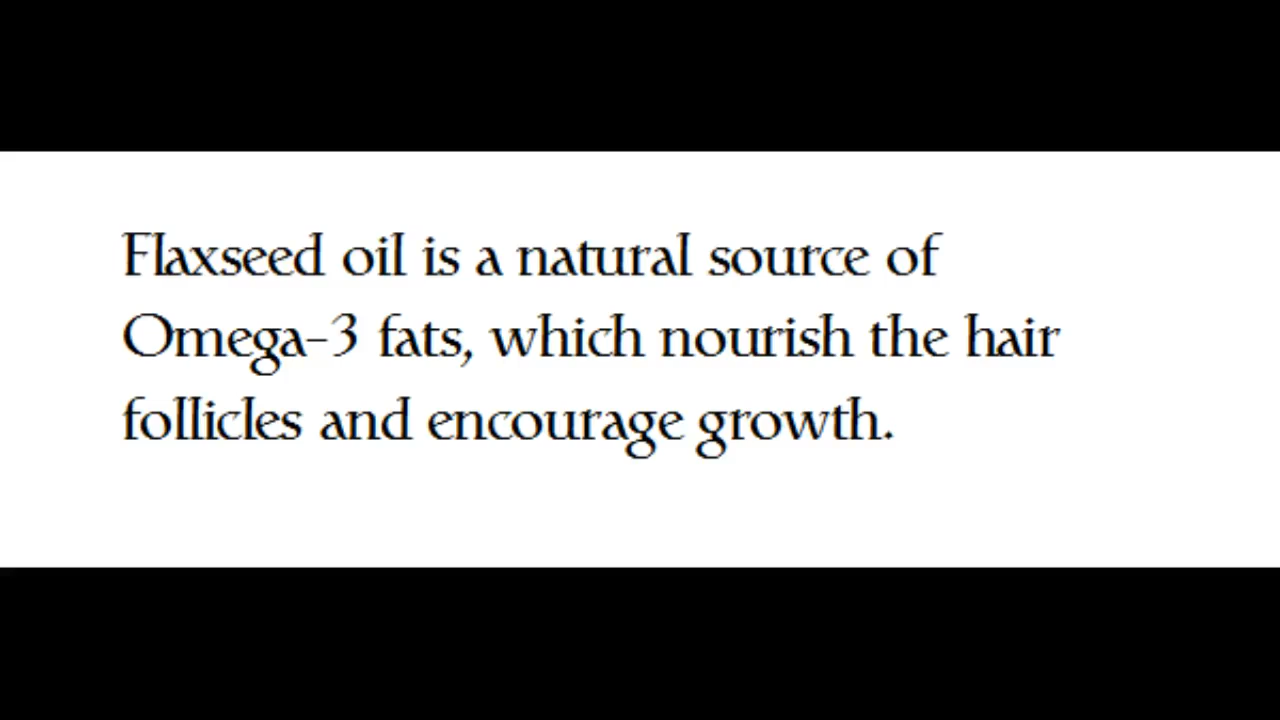 Flaxseed oil is a natural source of
Omega-3 fats, which nourish the hair
follicles and encourage growth.